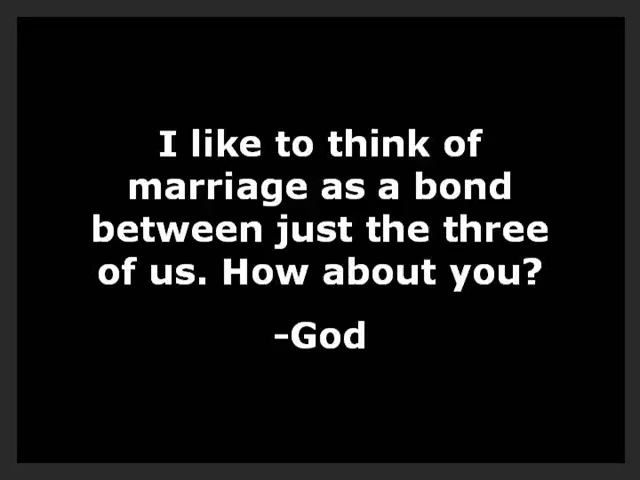 I like to think of
marriage as a bond
between just the three
of us. How about you?
-God